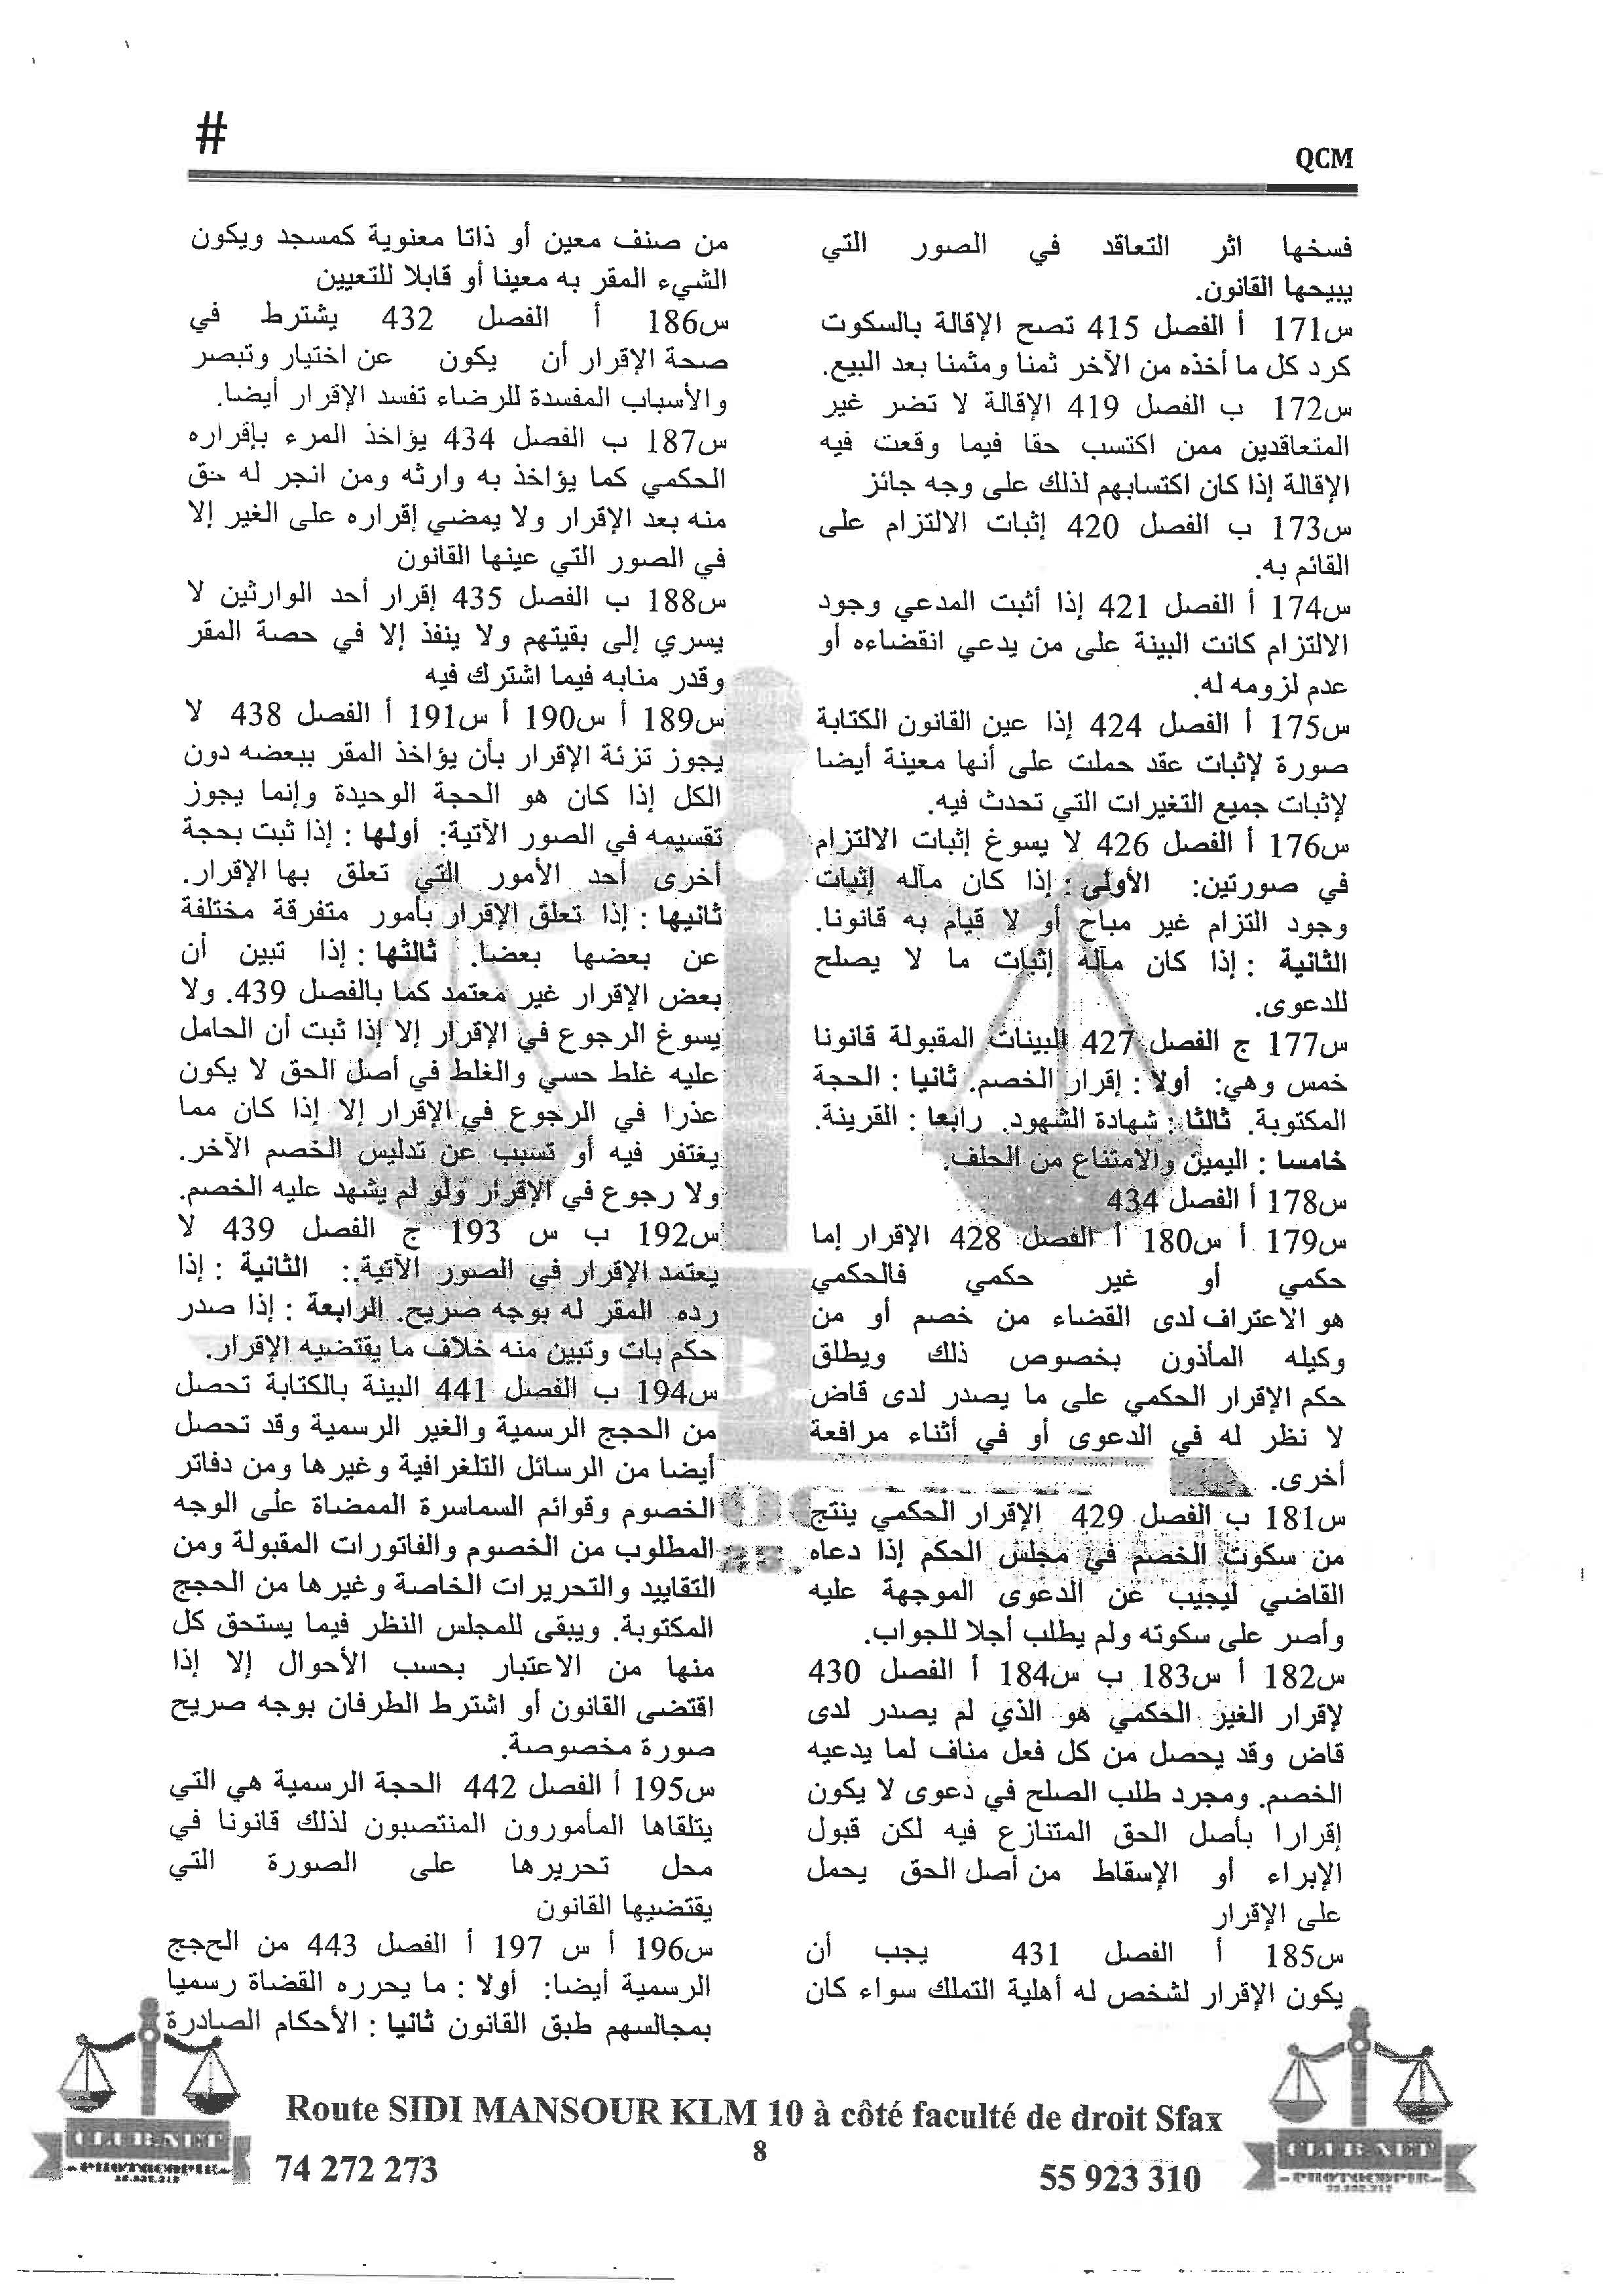 #
QCM
فسخها اثر التعاقد في الصور التي
يبيحها القانون.
س171 أ الفصل 415 تصح الإقالة بالسكوت
كرد كل ما أخذه من الآخر ثمنا ومثمنا بعد البيع.
س172 ب الفصل 419 الإقالة لا تضر غير
المتعاقدين ممن اكتسب حقا فيما وقعت فيه
الإقالة إذا كان اكتسابهم لذلك على وجه جائز
س173 ب الفصل 420 إثبات الالتزام على
القائم به.
س174 أ الفصل 421 إذا أثبت المدعي وجود
الالتزام كانت البينة على من يدعي انقضاءه أو
عدم لزومه له.
س175 أ الفصل 424 إذا عين القانون الكتابة
صورة لإثبات عقد حملت على أنها معينة أيضا
لإثبات جميع التغيرات التي تحدث فيه.
س176 أ الفصل 426 لا يسوغ إثبات الالتزام
في صورتين: الأولى : إذا كان مآله إثبات
وجود التزام غير مباح أو لا قيام به قانونا.
الثانية : إذا كان مآله إثبات ما لا يصلح
للدعوى.
س177 ج الفصل 427 البينات المقبولة قانونا
خمس وهي: أولا : إقرار الخصم. ثانيا : الحجة
المكتوبة. ثالثا : شهادة الشهود. رابعا : القرينة.
خامسا : اليمين والامتناع من الحلف.
س178 أ الفصل 434
س179 أ س180 أ الفصل 428 الإقرار إما
حكمي أو غير حكمي فالحكمي
هو الاعتراف لدى القضاء من خصم أو من
وكيله المأذون بخصوص ذلك ويطلق
حكم الإقرار الحكمي على ما يصدر لدى قاض
لا نظر له في الدعوى أو في أثناء مرافعة
أخرى.
س181 ب الفصل 429 الإقرار الحكمي ينتج
من سكوت الخصم في مجلس الحكم إذا دعاه
القاضي ليجيب عن الدعوى الموجهة عليه
وأصر على سكوته ولم يطلب أجلا للجواب.
س182 أ س183 ب س184 أ الفصل 430
لإقرار الغير الحكمي هو الذي لم يصدر لدى
قاض وقد يحصل من كل فعل مناف لما يدعيه
الخصم. ومجرد طلب الصلح في دعوى لا يكون
إقرارا بأصل الحق المتنازع فيه لكن قبول
الإبراء أو الإسقاط من أصل الحق يحمل
على الإقرار
س185 أ الفصل 431 يجب أن
يكون الإقرار لشخص له أهلية التملك سواء كان
من صنف معين أو ذاتا معنوية كمسجد ويكون
الشيء المقر به معينا أو قابلا للتعيين
س186 أ الفصل 432 يشترط في
صحة الإقرار أن يكون عن اختيار وتبصر
والأسباب المفسدة للرضاء تفسد الإقرار أيضا.
س187 ب الفصل 434 يؤاخذ المرء بإقراره
الحكمي كما يؤاخذ به وارثه ومن انجر له حق
منه بعد الإقرار ولا يمضي إقراره على الغير إلا
في الصور التي عينها القانون
س188 ب الفصل 435 إقرار أحد الوارثين لا
يسري إلى بقيتهم ولا ينفذ إلا في حصة المقر
وقدر منابه فيما اشترك فيه
س189 أ س190 أ س191 أ الفصل 438 لا
يجوز تزئة الإقرار بأن يؤاخذ المقر ببعضه دون
الكل إذا كان هو الحجة الوحيدة وإنما يجوز
تقسيمه في الصور الآتية: أولها : إذا ثبت بحجة
أخرى أحد الأمور التي تعلق بها الإقرار.
ثانيها : إذا تعلق الإقرار بأمور متفرقة مختلفة
عن بعضها بعضا. ثالثها : إذا تبين أن
بعض الإقرار غير معتمد كما بالفصل 439. ولا
يسوغ الرجوع في الإقرار إلا إذا ثبت أن الحامل
عليه غلط حسي والغلط في أصل الحق لا يكون
عذرا في الرجوع في الإقرار إلا إذا كان مما
يغتفر فيه أو تسبب عن تدليس الخصم الآخر.
ولا رجوع في الإقرار ولو لم يشهد عليه الخصم.
س192 ب س 193 ج الفصل 439 لا
يعتمد الإقرار في الصور الآتية: الثانية : إذا
رده المقر له بوجه صريح. الرابعة : إذا صدر
حكم بات وتبين منه خلاف ما يقتضيه الإقرار.
س194 ب الفصل 441 البينة بالكتابة تحصل
من الحجج الرسمية والغير الرسمية وقد تحصل
أيضا من الرسائل التلغرافية وغيرها ومن دفاتر
الخصوم وقوائم السماسرة الممضاة على الوجه
المطلوب من الخصوم والفاتورات المقبولة ومن
التقاييد والتحريرات الخاصة وغيرها من الحجج
المكتوبة. ويبقى للمجلس النظر فيما يستحق كل
منها من الاعتبار بحسب الأحوال إلا إذا
اقتضى القانون أو اشترط الطرفان بوجه صريح
صورة مخصوصة.
س195 أ الفصل 442 الحجة الرسمية هي التي
يتلقاها المأمورون المنتصبون لذلك قانونا في
محل تحريرها على الصورة التي
يقتضيها القانون
س196 أ س 197 أ الفصل 443 من الحجج
الرسمية أيضا: أولا : ما يحرره القضاة رسميا
بمجالسهم طبق القانون ثانيا : الأحكام الصادرة
Route SIDI MANSOUR KLM 10 à côté faculté de droit Sfax
8
74 272 273
55 923 310
CLUB NET
PHOTOCOPIE
CLUB NET
PHOTOCOPIE